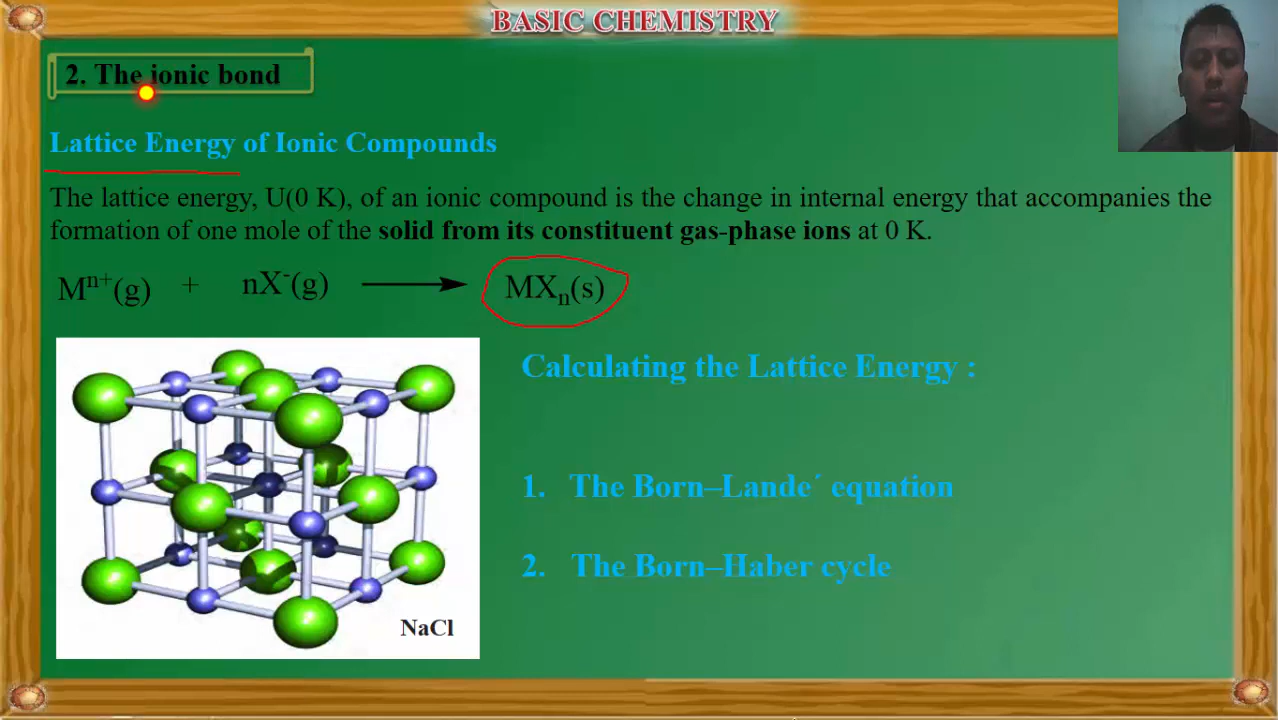 BASIC CHEMISTRY
2. The ionic bond
Lattice Energy of Ionic Compounds
The lattice energy, U(0 K), of an ionic compound is the change in internal energy that accompanies the
formation of one mole of the solid from its constituent gas-phase ions at 0 K.
Mⁿ⁺(g) + nX⁻(g) ⟶ MXₙ(s)
Calculating the Lattice Energy :
1. The Born–Lande´ equation
2. The Born–Haber cycle
NaCl